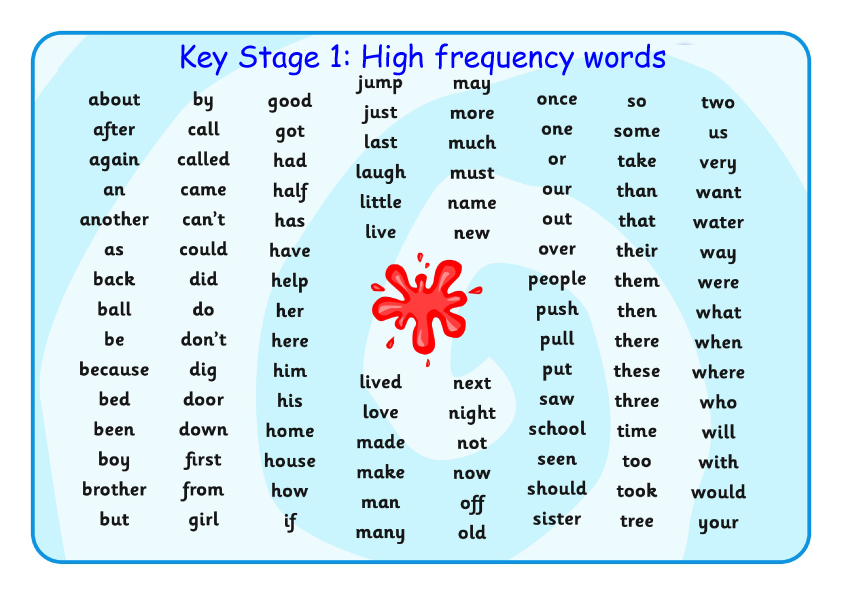 Key Stage 1: High frequency words
about
after
again
an
another
as
back
ball
be
because
bed
been
boy
brother
but
by
call
called
came
can't
could
did
do
don't
dig
door
down
first
from
girl
good
got
had
half
has
have
help
her
here
him
his
home
house
how
if
jump
just
last
laugh
little
live
lived
love
made
make
man
many
may
more
much
must
name
new
next
night
not
now
off
old
once
one
or
our
out
over
people
push
pull
put
saw
school
seen
should
sister
so
some
take
than
that
their
them
then
there
these
three
time
too
took
tree
two
us
very
want
water
way
were
what
when
where
who
will
with
would
your